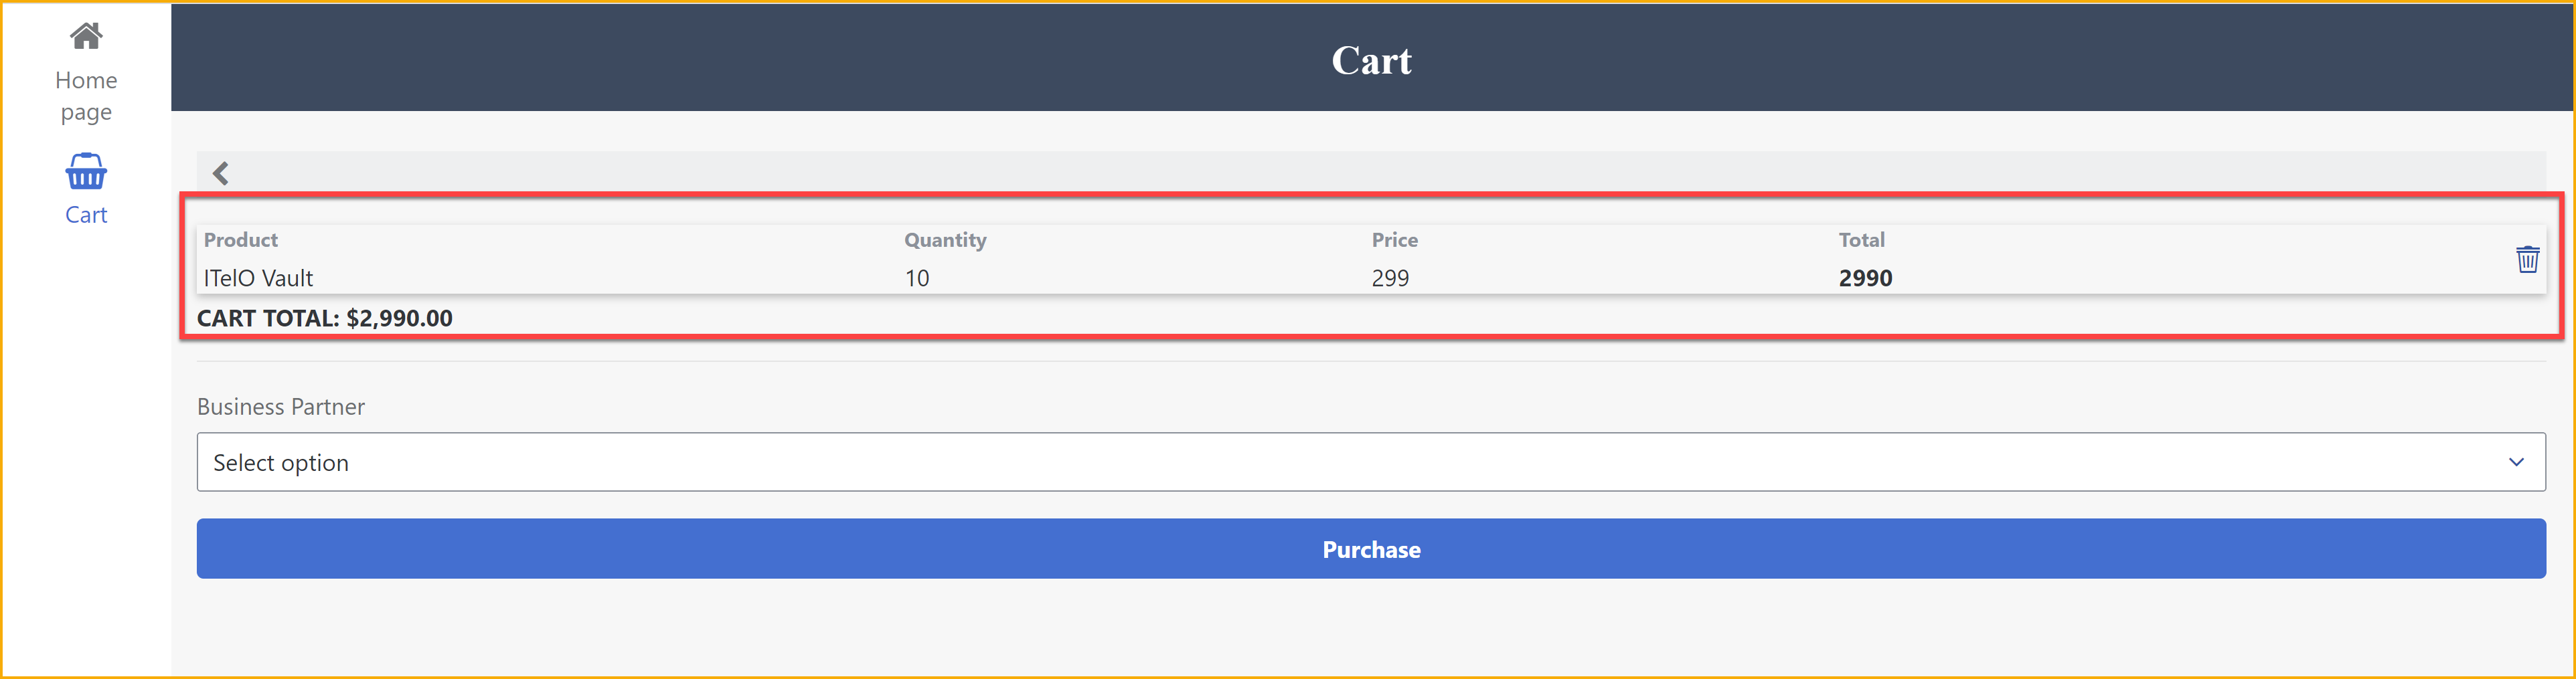 Home
page
Cart
Cart
Product Quantity Price Total
ITelO Vault 10 299 2990
CART TOTAL: $2,990.00
Business Partner
Select option
Purchase